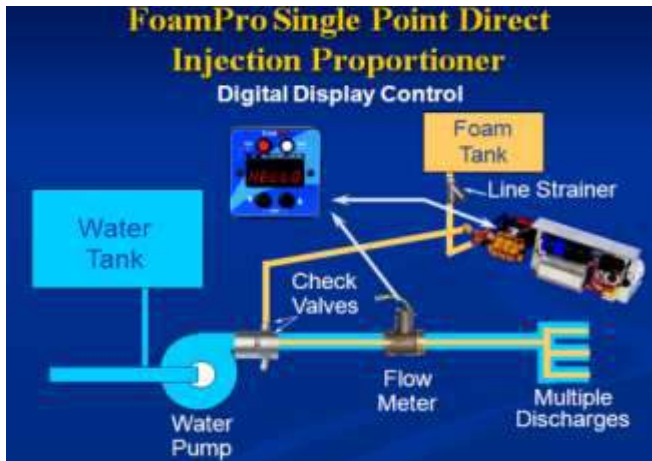 FoamPro Single Point Direct
Injection Proportioner
Digital Display Control
Foam
Tank
HELLO
Line Strainer
Water
Tank
Check
Valves
Flow
Meter
Multiple
Discharges
Water
Pump